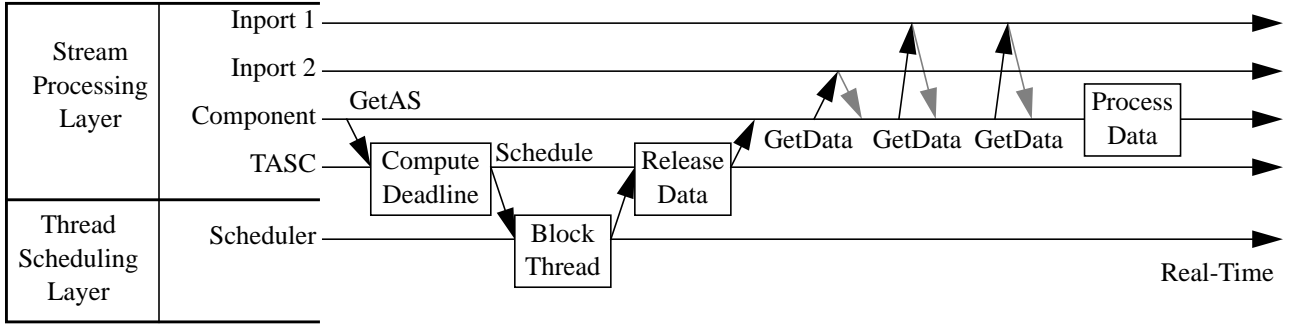 Stream
Processing
Layer
Inport 1
Inport 2
Component
TASC
GetAS
Compute
Deadline
Schedule
Release
Data
GetData
GetData
GetData
Process
Data
Thread
Scheduling
Layer
Scheduler
Block
Thread
Real-Time